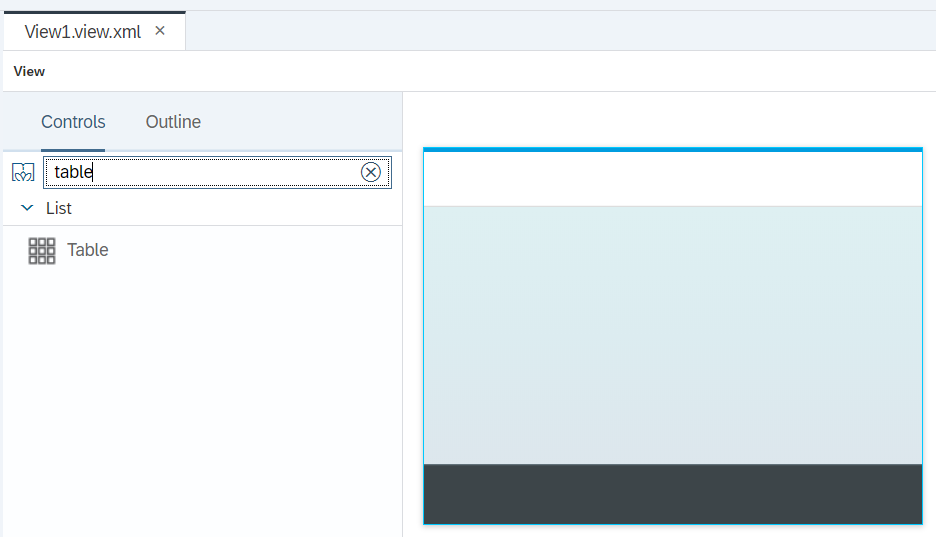 View1.view.xml
View
Controls Outline
table
List
Table